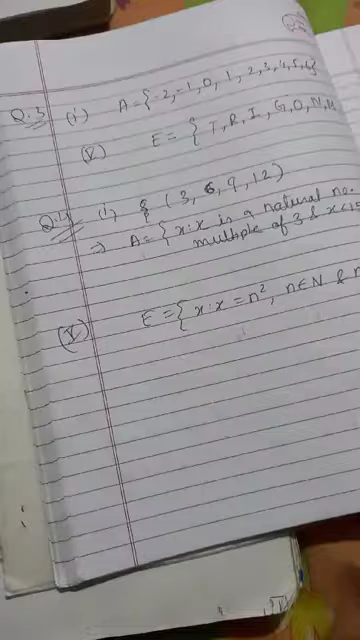 Q.3 (i) A = {-2, -1, 0, 1, 2, 3, 4, 5, 6}
(v) E = { T, R, I, G, O, N, M
Q.4 (i) { (3, 6, 9, 12)
⇒ A = { x : x is a natural no.
multiple of 3 & x < 15
(v) E = { x : x = n², n ∈ N & n